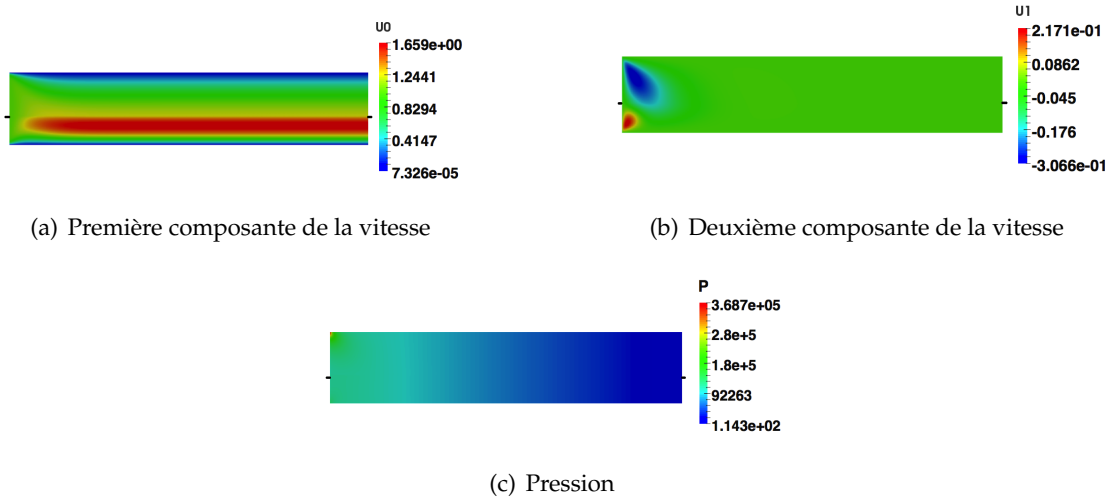 U0
1.659e+00
1.2441
0.8294
0.4147
7.326e-05
(a) Première composante de la vitesse
U1
2.171e-01
0.0862
-0.045
-0.176
-3.066e-01
(b) Deuxième composante de la vitesse
P
3.687e+05
2.8e+5
1.8e+5
92263
1.143e+02
(c) Pression